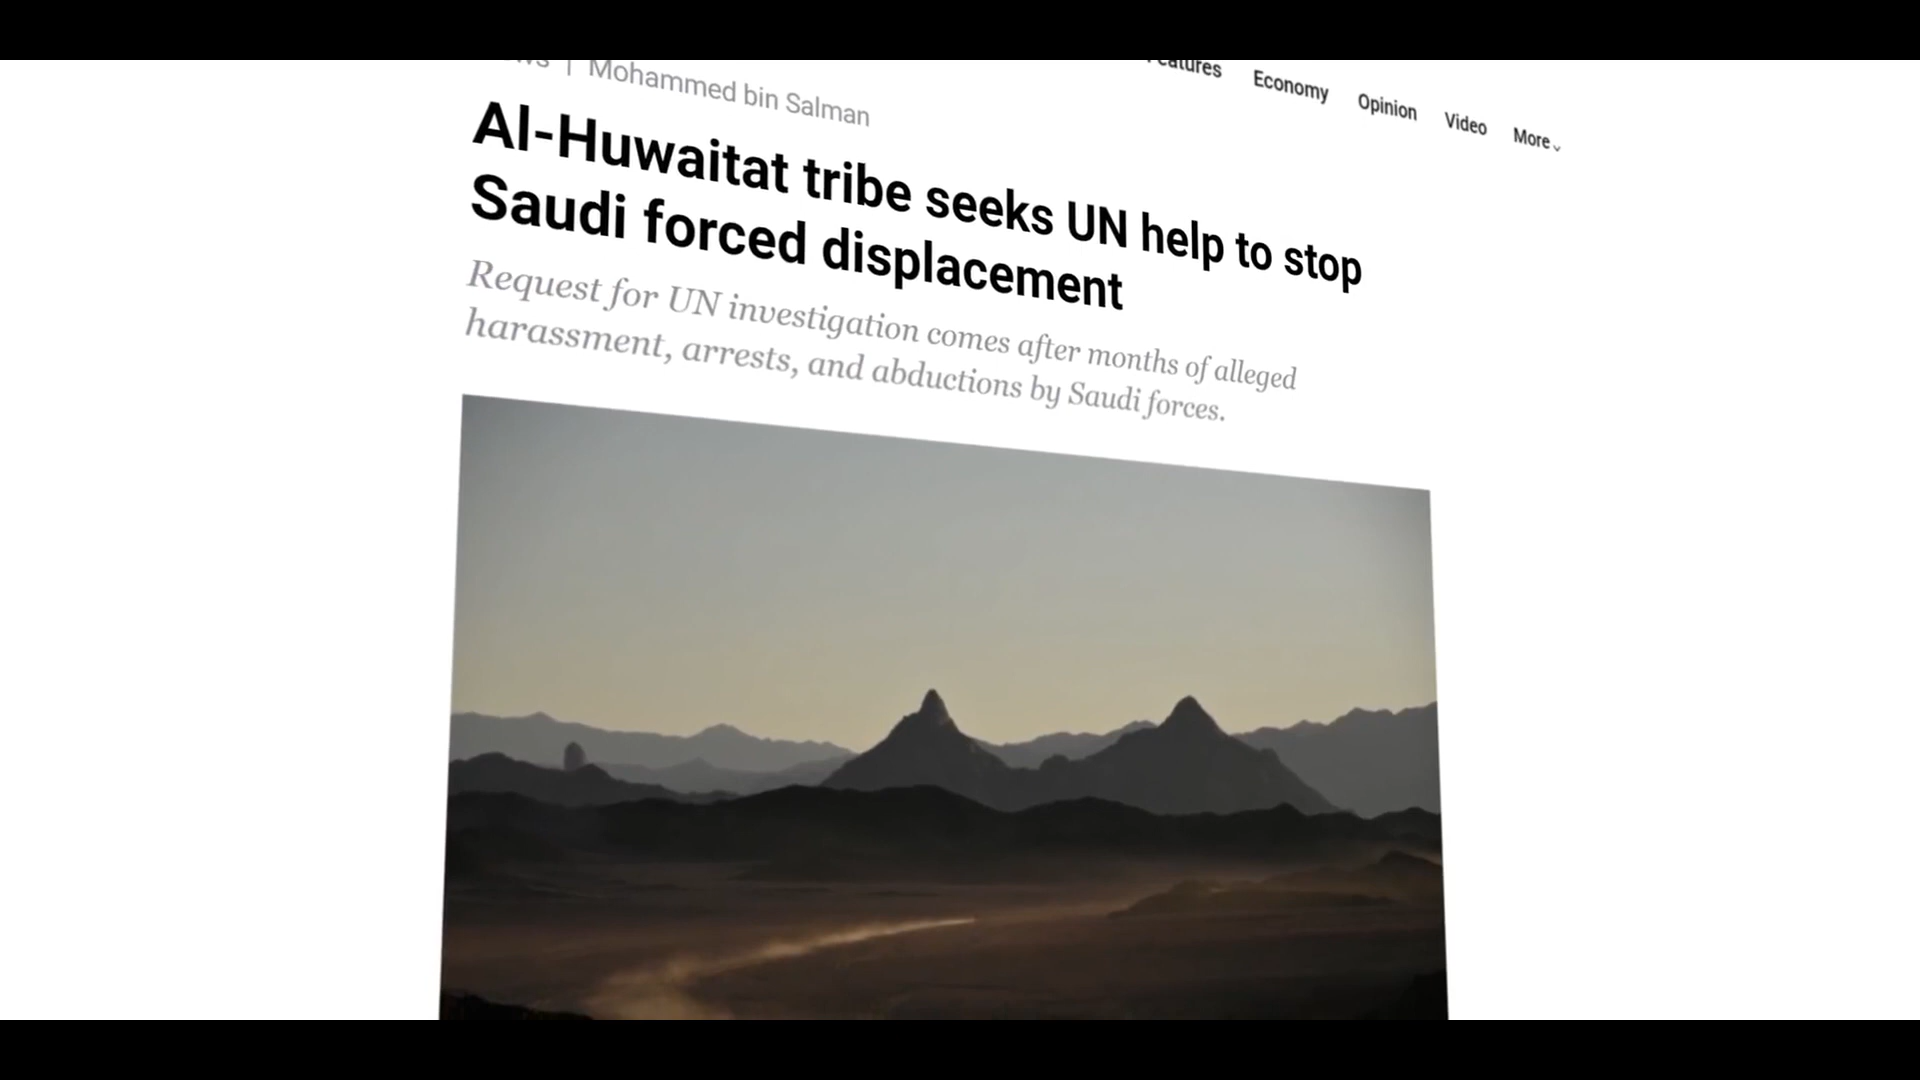 Mohammed bin Salman
Economy
Opinion
Video
More
Al-Huwaitat tribe seeks UN help to stop
Saudi forced displacement
Request for UN investigation comes after months of alleged
harassment, arrests, and abductions by Saudi forces.